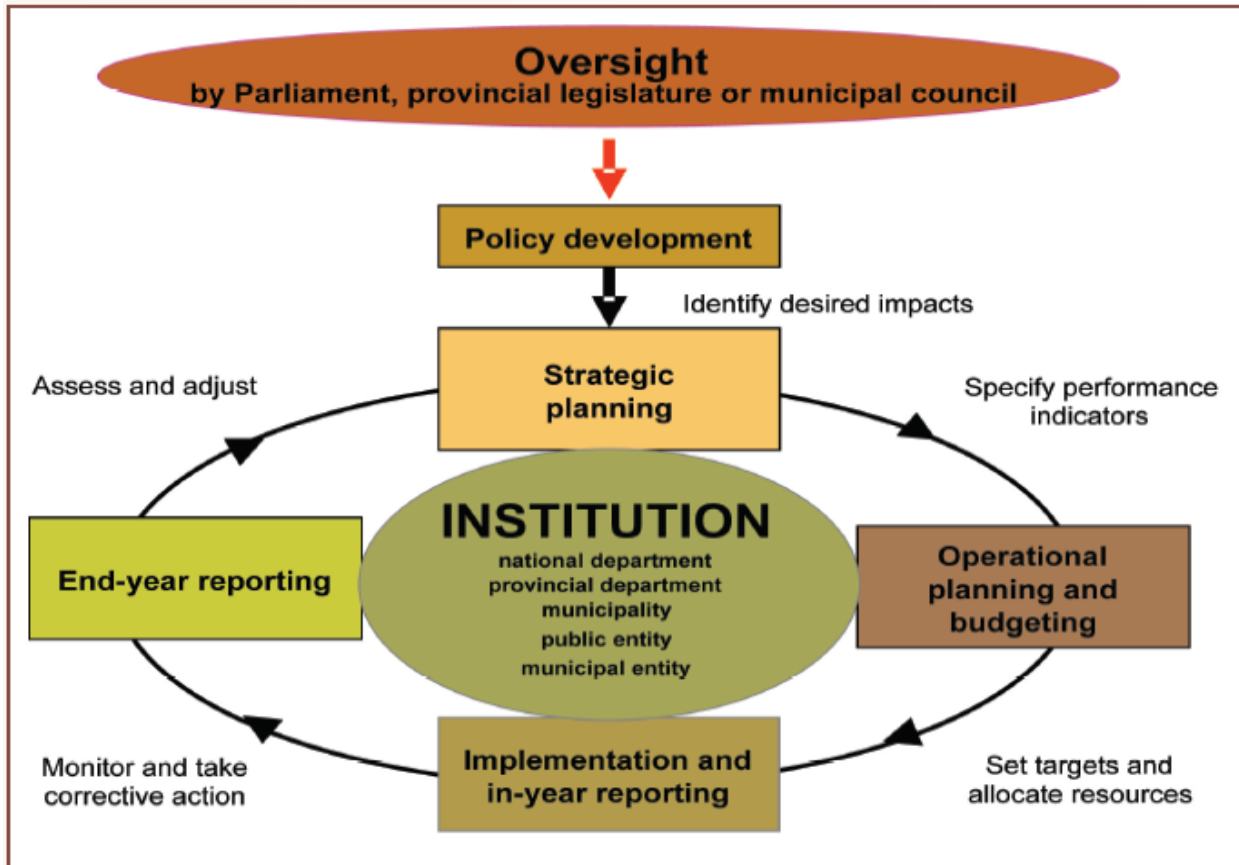 Oversight
by Parliament, provincial legislature or municipal council
Policy development
Identify desired impacts
Strategic
planning
Assess and adjust
Specify performance
indicators
INSTITUTION
national department
provincial department
municipality
public entity
municipal entity
End-year reporting
Operational
planning and
budgeting
Implementation and
in-year reporting
Monitor and take
corrective action
Set targets and
allocate resources